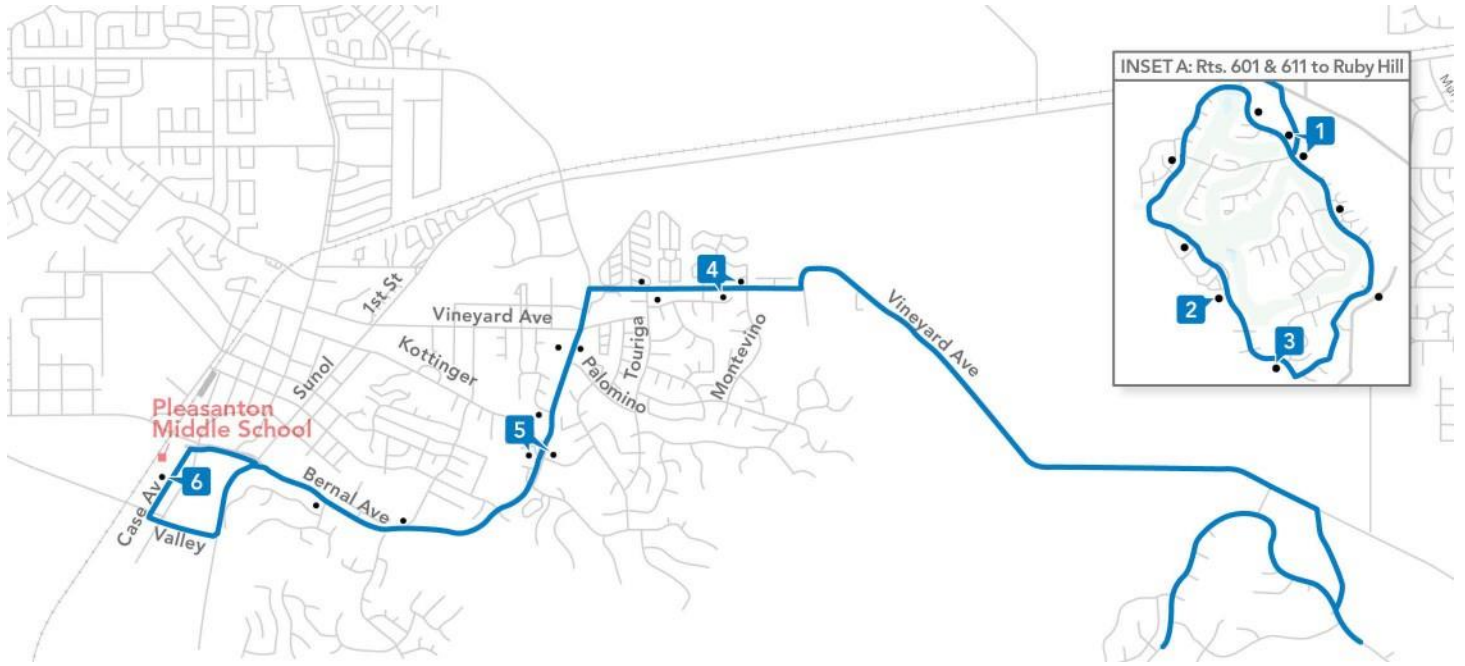 INSET A: Rts. 601 & 611 to Ruby Hill
1
2
3
1st St
Vineyard Ave
4
Vineyard Ave
Kottinger
Touriga
Montevino
Sunol
Palomino
Pleasanton
Middle School
5
6
Bernal Ave
Case Av
Valley